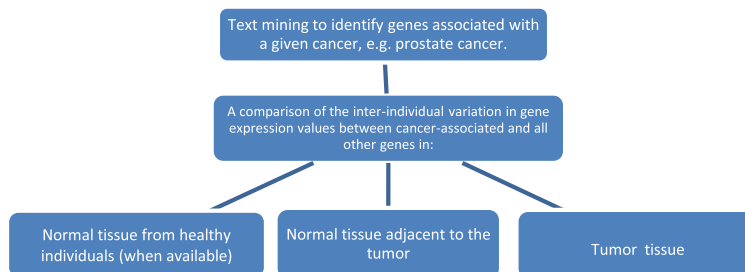 Text mining to identify genes associated with
a given cancer, e.g. prostate cancer.
A comparison of the inter-individual variation in gene
expression values between cancer-associated and all
other genes in:
Normal tissue from healthy
individuals (when available)
Normal tissue adjacent to the
tumor
Tumor tissue